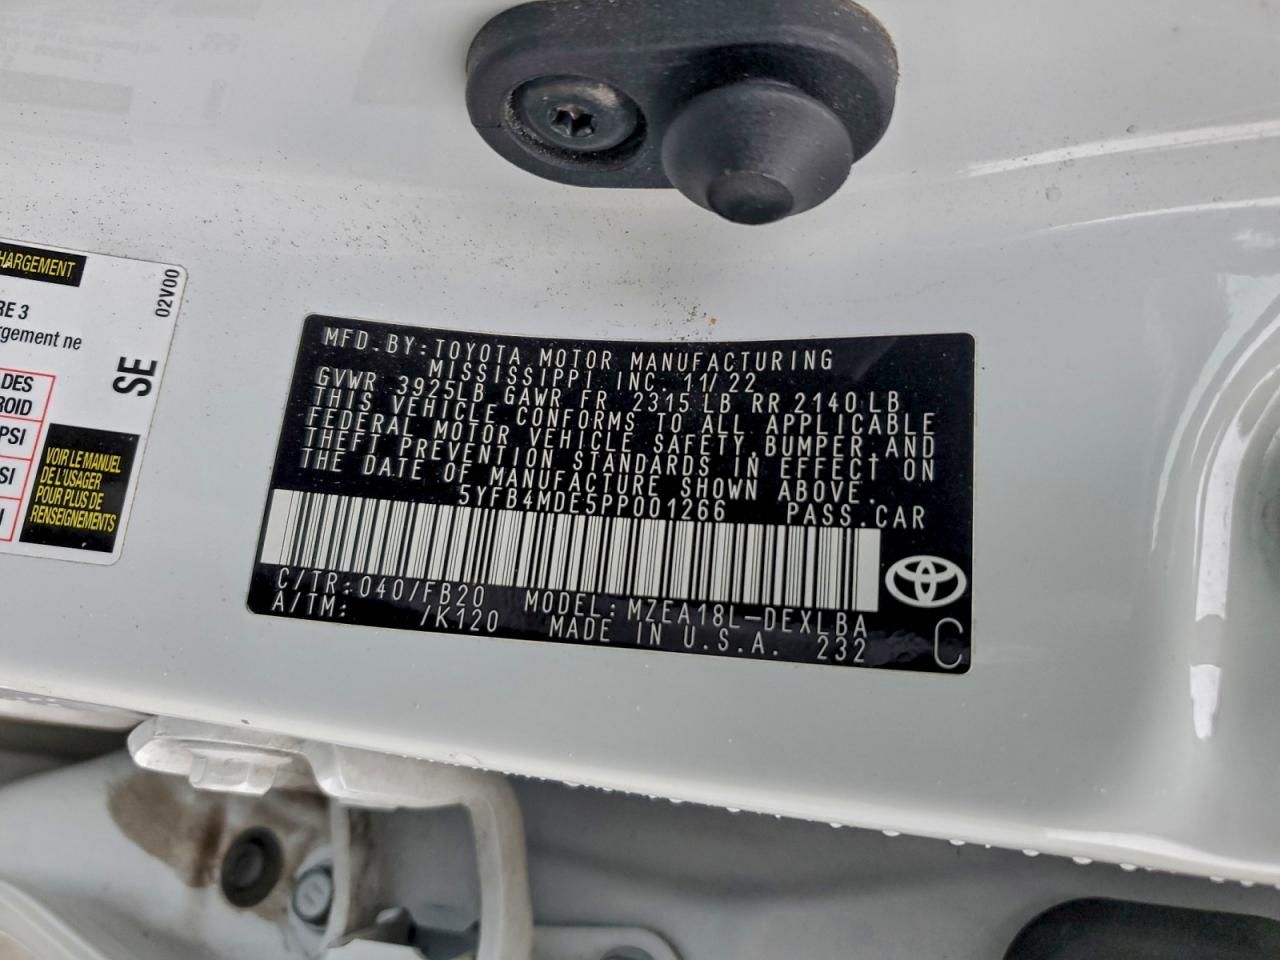 HARGEMENT
RE 3
rgement ne
02V00
SE
DES
ROID
PSI
SI
VOIR LE MANUEL
DE L'USAGER
POUR PLUS DE
RENSEIGNEMENTS
MFD.BY:TOYOTA MOTOR MANUFACTURING
MISSISSIPPI INC. 11/22
GVWR 3925LB GAWR FR 2315LB RR 2140LB
THIS VEHICLE CONFORMS TO ALL APPLICABLE
FEDERAL MOTOR VEHICLE SAFETY,BUMPER,AND
THEFT PREVENTION STANDARDS IN EFFECT ON
THE DATE OF MANUFACTURE SHOWN ABOVE.
5YFB4MDE5PP001266 PASS.CAR
C/TR:040/FB20 MODEL:MZEA18L-DEXLBA
A/TM: /K120 MADE IN U.S.A. 232
C